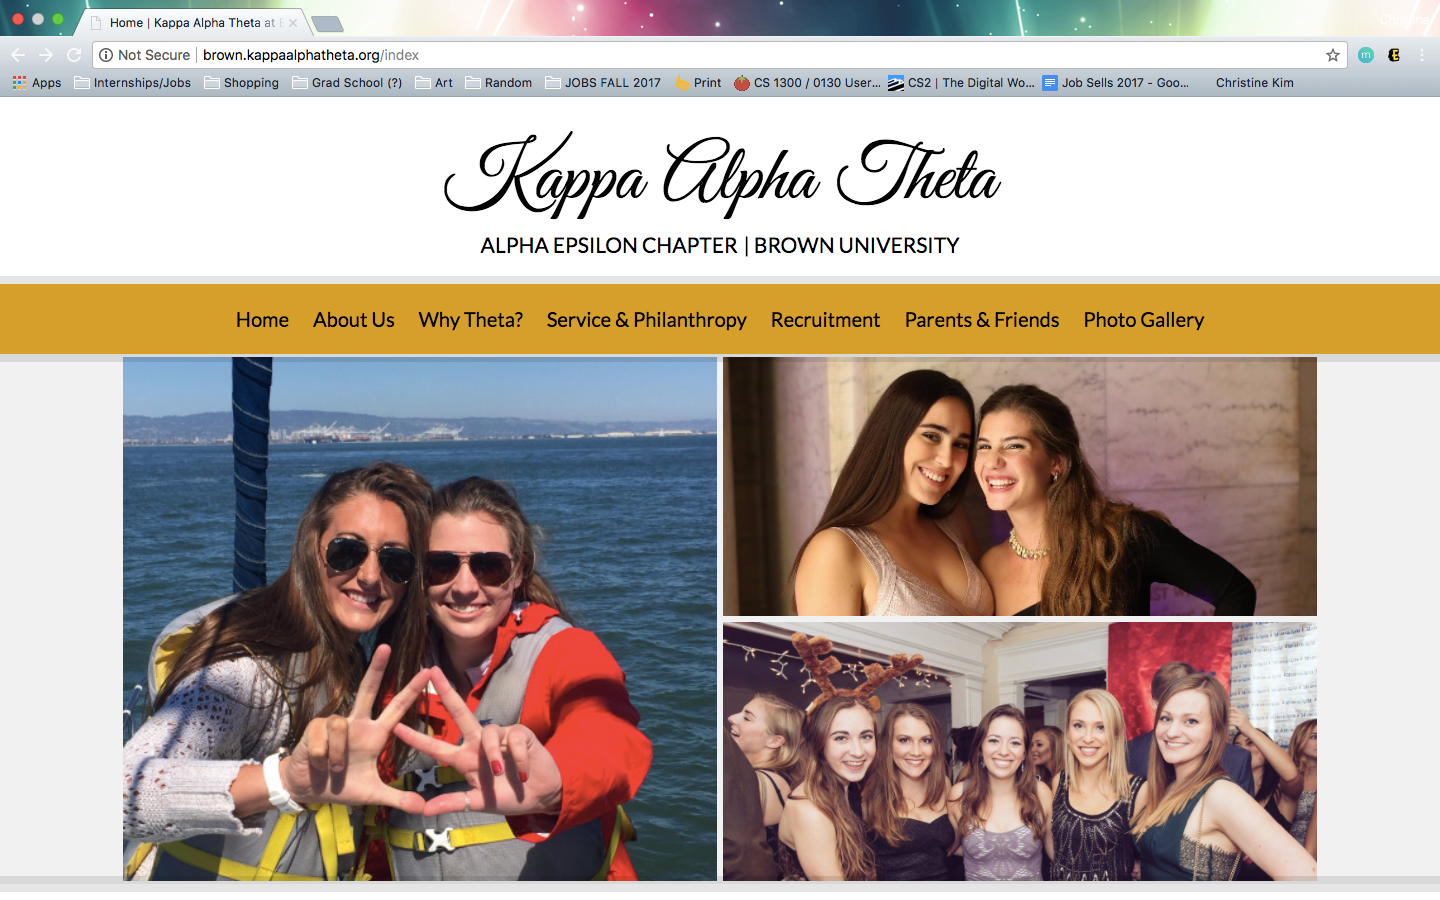 Christine
Home | Kappa Alpha Theta at
Not Secure | brown.kappaalphatheta.org/index
Apps Internships/Jobs Shopping Grad School (?) Art Random JOBS FALL 2017 Print CS 1300 / 0130 User... CS2 | The Digital Wo... Job Sells 2017 - Goo... Christine Kim
Kappa Alpha Theta
ALPHA EPSILON CHAPTER | BROWN UNIVERSITY
Home About Us Why Theta? Service & Philanthropy Recruitment Parents & Friends Photo Gallery